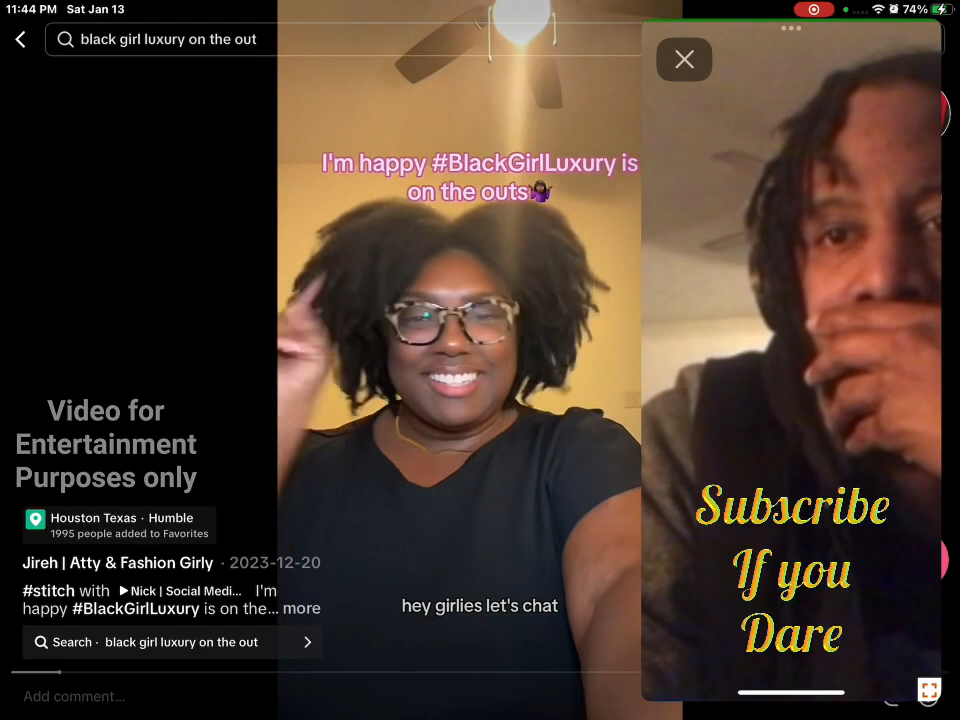 11:44 PM Sat Jan 13
74%
black girl luxury on the out
I'm happy #BlackGirlLuxury is
on the outs🤷🏿‍♀️
Video for
Entertainment
Purposes only
Houston Texas · Humble
1995 people added to Favorites
Jireh | Atty & Fashion Girly · 2023-12-20
#stitch with ▶Nick | Social Medi... I'm
happy #BlackGirlLuxury is on the... more
hey girlies let's chat
Search · black girl luxury on the out
Add comment...
Subscribe
If you
Dare